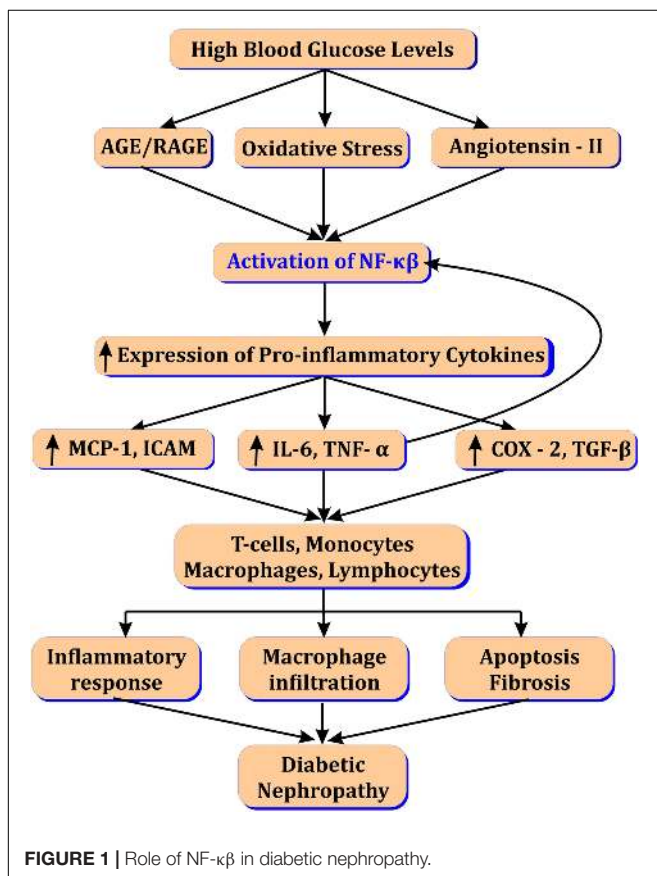 High Blood Glucose Levels
AGE/RAGE
Oxidative Stress
Angiotensin - II
Activation of NF-κβ
Expression of Pro-inflammatory Cytokines
MCP-1, ICAM
IL-6, TNF- α
COX - 2, TGF-β
T-cells, Monocytes
Macrophages, Lymphocytes
Inflammatory
response
Macrophage
infiltration
Apoptosis
Fibrosis
Diabetic
Nephropathy
FIGURE 1 | Role of NF-κβ in diabetic nephropathy.